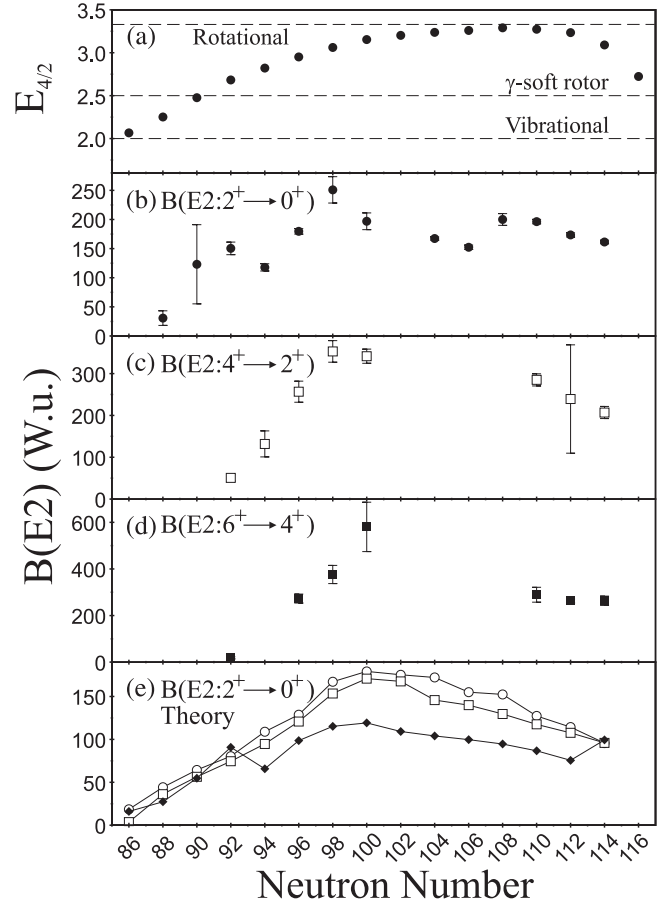 3.5
(a)
Rotational
3.0
E4/2
2.5
γ-soft rotor
2.0
Vibrational
250
(b) B(E2:2+→0+)
200
150
100
50
0
(c) B(E2:4+→2+)
300
200
100
0
B(E2) (W.u.)
(d) B(E2:6+→4+)
600
400
200
0
(e) B(E2:2+→0+)
Theory
150
100
50
0
86 88 90 92 94 96 98 100 102 104 106 108 110 112 114 116
Neutron Number